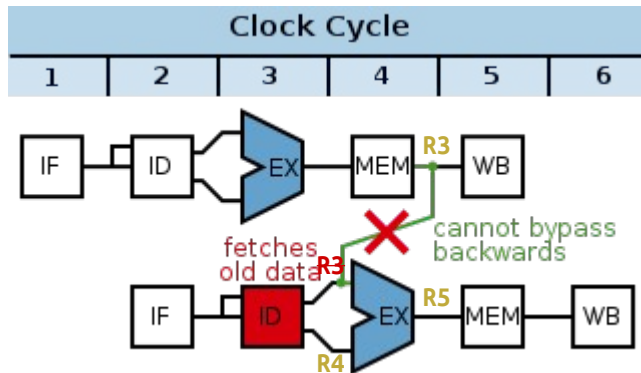 Clock Cycle
1 2 3 4 5 6
IF ID EX MEM R3 WB
cannot bypass
backwards
fetches
old data R3
IF ID EX R5 MEM WB
R4